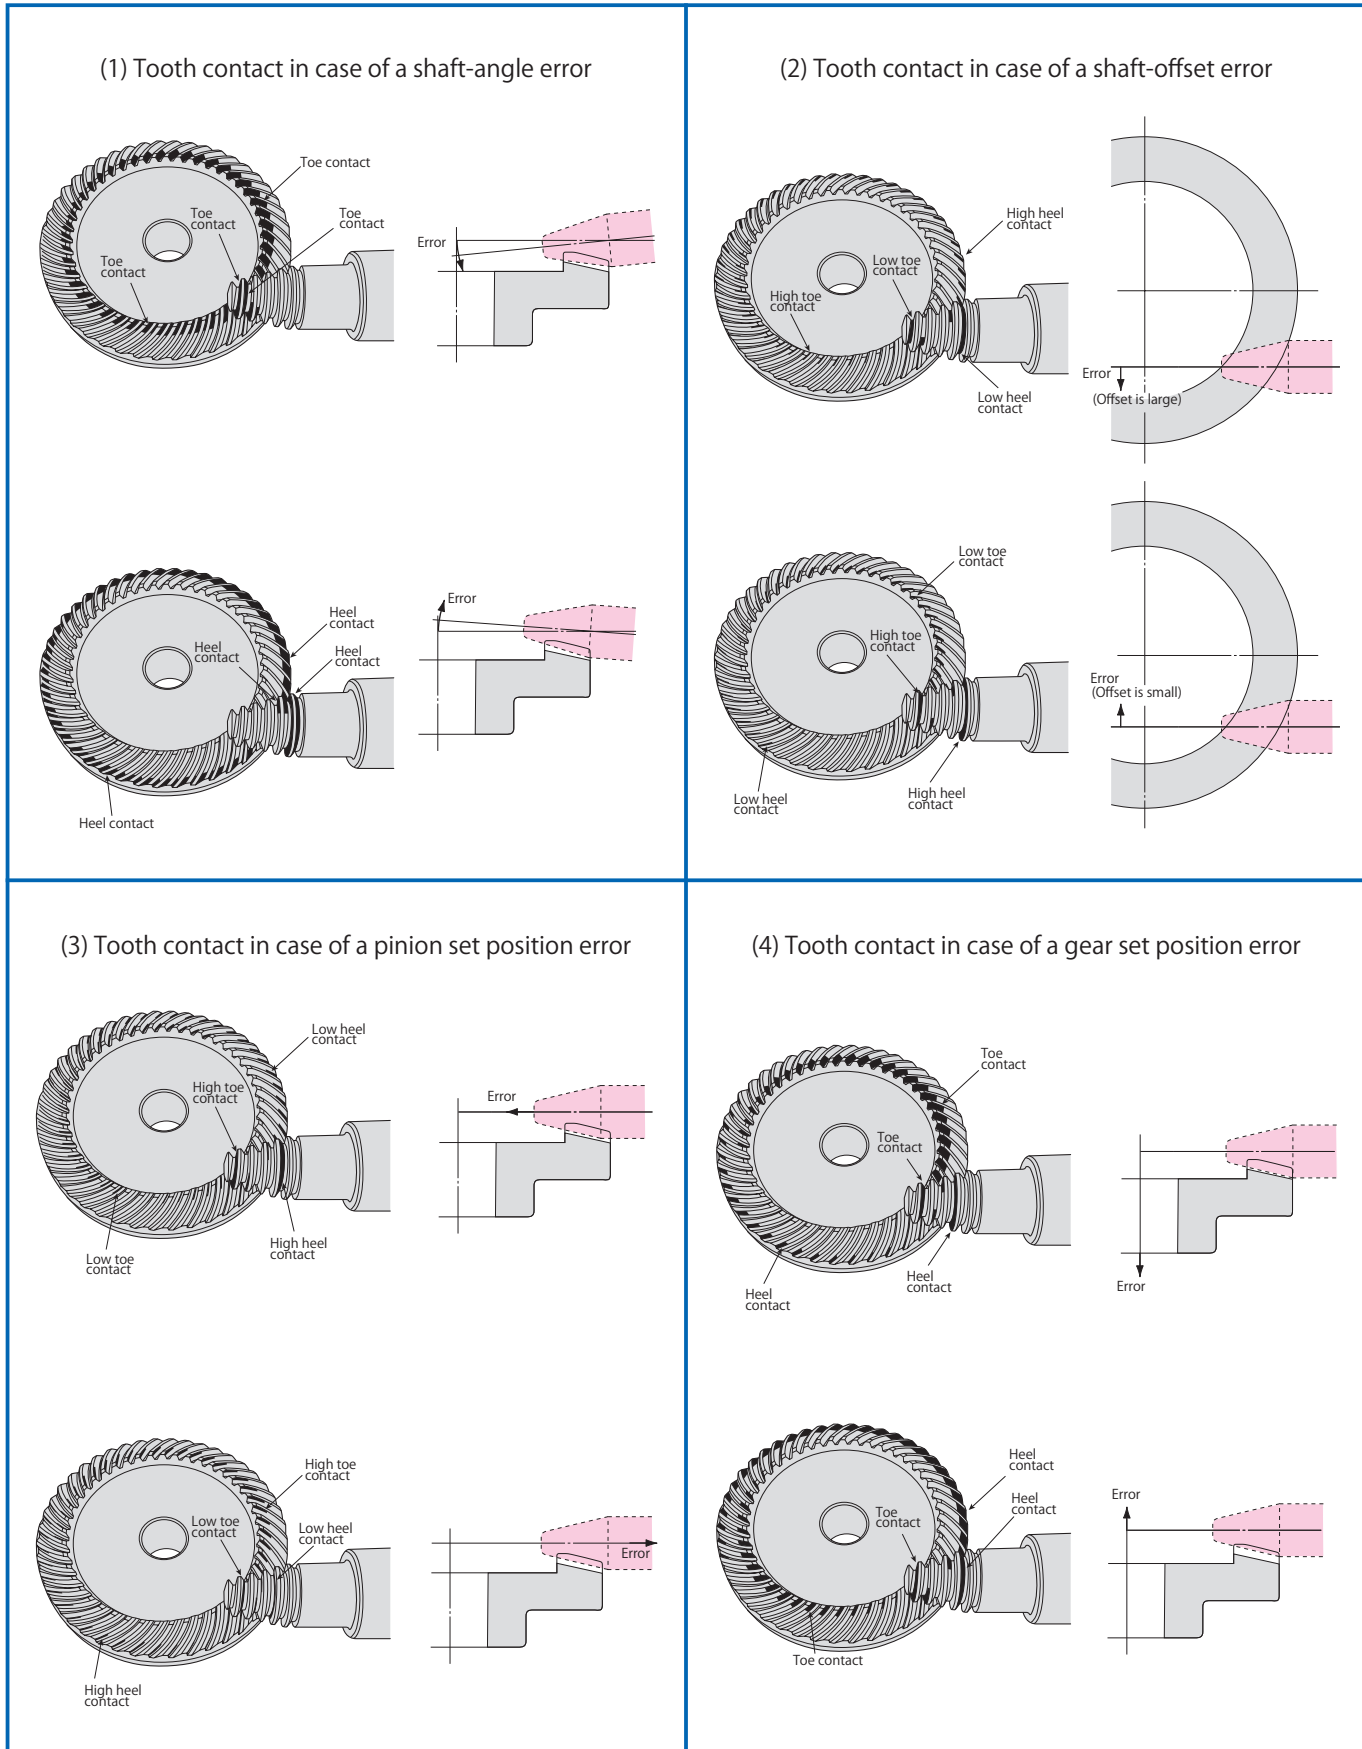 (1) Tooth contact in case of a shaft-angle error
Toe contact
Toe
contact
Toe
contact
Toe
contact
Error
Heel
contact
Heel
contact
Heel
contact
Heel contact
Error
(2) Tooth contact in case of a shaft-offset error
High heel
contact
Low toe
contact
High toe
contact
Low heel
contact
Error
(Offset is large)
Low toe
contact
High toe
contact
Low heel
contact
High heel
contact
Error
(Offset is small)
(3) Tooth contact in case of a pinion set position error
Low heel
contact
High toe
contact
Low toe
contact
High heel
contact
Error
High toe
contact
Low toe
contact
Low heel
contact
High heel
contact
Error
(4) Tooth contact in case of a gear set position error
Toe
contact
Toe
contact
Heel
contact
Heel
contact
Error
Heel
contact
Heel
contact
Toe
contact
Toe contact
Error